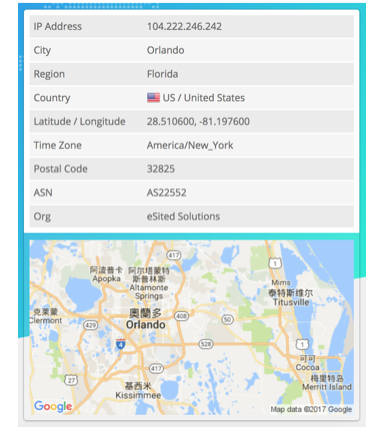 IP Address 104.222.246.242
City Orlando
Region Florida
Country US / United States
Latitude / Longitude 28.510600, -81.197600
Time Zone America/New_York
Postal Code 32825
ASN AS22552
Org eSited Solutions
417
1
阿波普卡
Apopka
阿尔塔蒙特
斯普林斯
Altamonte
Springs
Mims
泰特斯维尔
Titusville
克莱蒙
Clermont
429
奧蘭多
Orlando
408
50
4
528
1
417
可可
Cocoa
27
基西米
Kissimmee
梅里特岛
Merritt Island
Google
Map data ©2017 Google